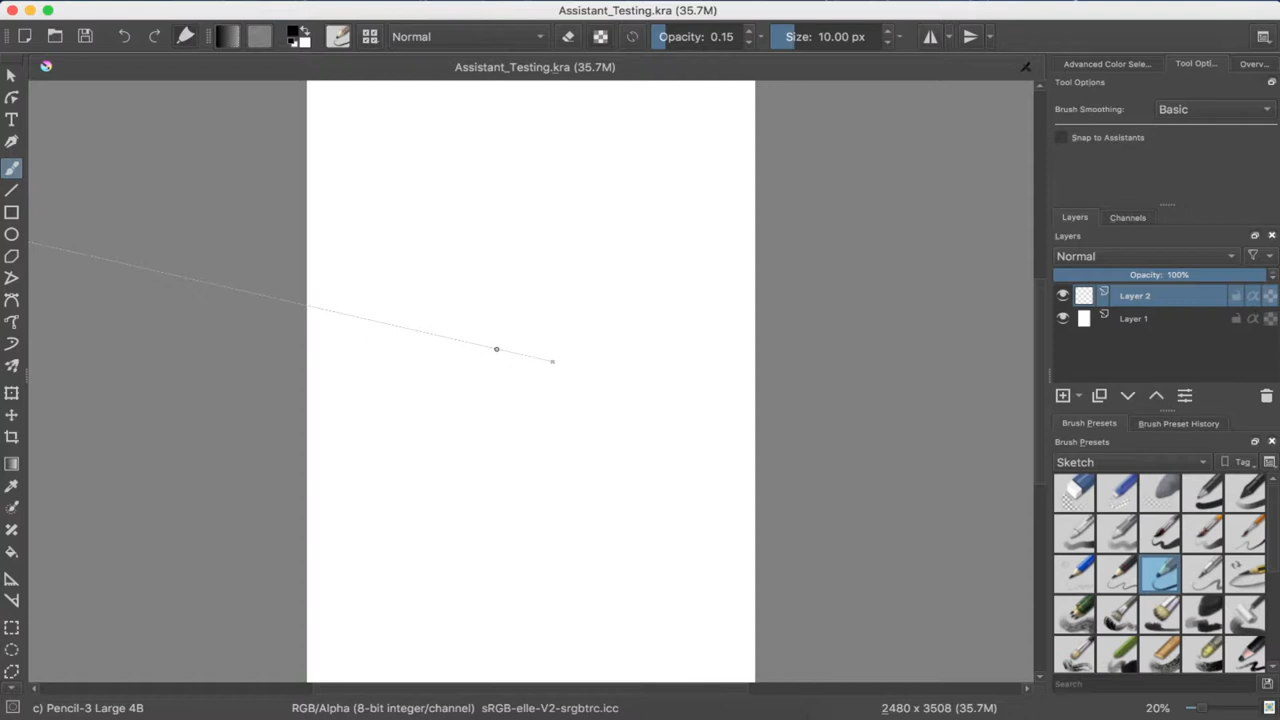 Assistant_Testing.kra (35.7M)
Normal
Opacity: 0.15
Size: 10.00 px
Assistant_Testing.kra (35.7M)
Advanced Color Sele...
Tool Opti...
Overv...
Tool Options
Brush Smoothing:
Basic
Snap to Assistants
Layers
Channels
Layers
Normal
Opacity: 100%
Layer 2
Layer 1
Brush Presets
Brush Preset History
Brush Presets
Sketch
Tag
Search
c) Pencil-3 Large 4B
RGB/Alpha (8-bit integer/channel) sRGB-elle-V2-srgbtrc.icc
2480 x 3508 (35.7M)
20%